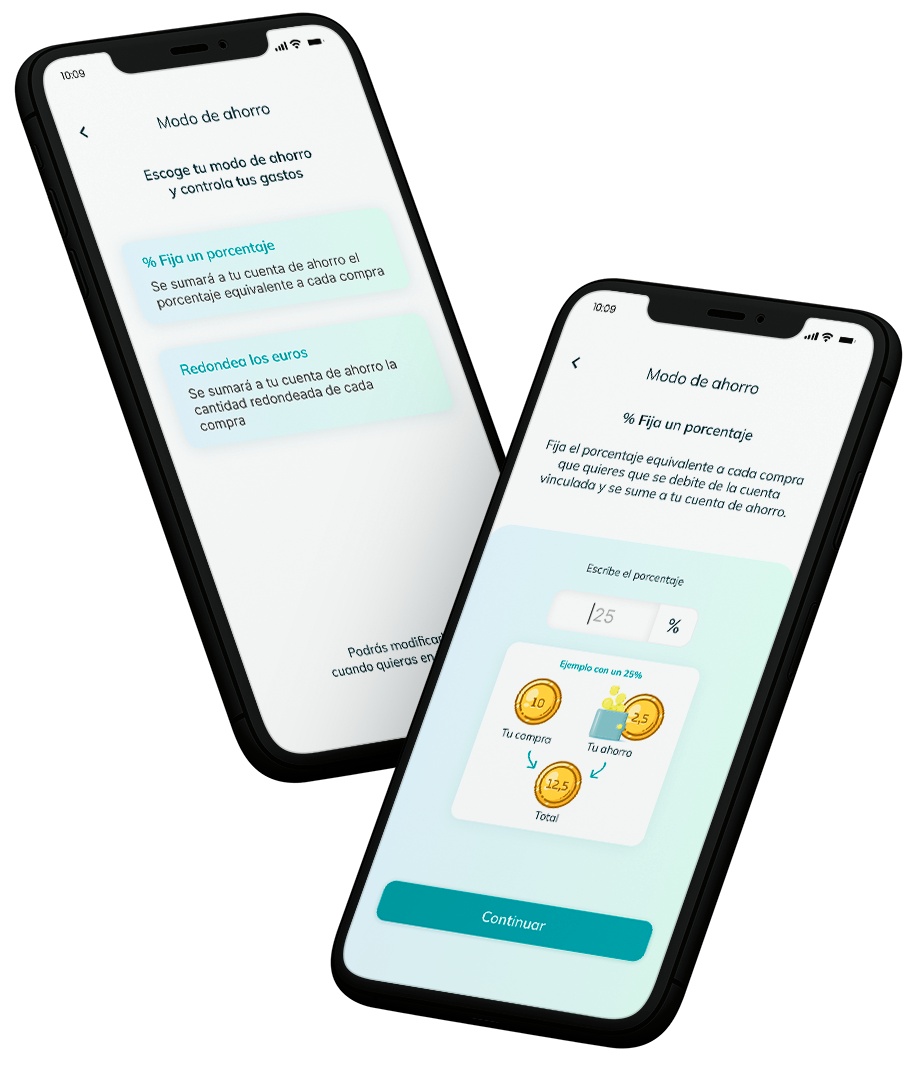 10:09
Modo de ahorro
Escoge tu modo de ahorro
y controla tus gastos
% Fija un porcentaje
Se sumará a tu cuenta de ahorro el
porcentaje equivalente a cada compra
Redondea los euros
Se sumará a tu cuenta de ahorro la
cantidad redondeada de cada
compra
Podrás
cuando quieras en
10:09
Modo de ahorro
% Fija un porcentaje
Fija el porcentaje equivalente a cada compra
que quieres que se debite de la cuenta
vinculada y se sume a tu cuenta de ahorro.
Escribe el porcentaje
25 %
Ejemplo con un 25%
10 2,5
Tu compra Tu ahorro
12,5
Total
Continuar